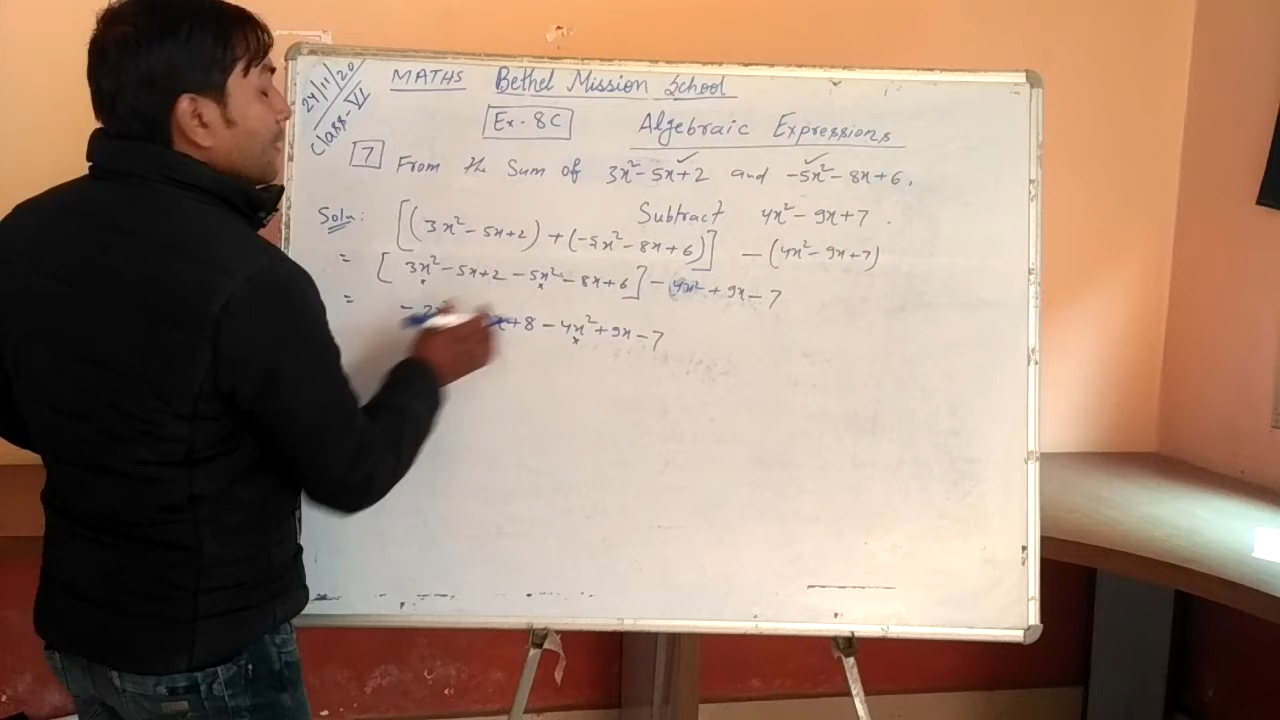 24/11/20
Class-VI
MATHS Bethel Mission School
Ex-8C Algebraic Expressions
7 From the Sum of 3x²-5x+2 and -5x²-8x+6.
Subtract 4x²-9x+7.
Soln: [(3x²-5x+2)+(-5x²-8x+6)] -(4x²-9x+7)
= [3x²-5x+2-5x²-8x+6]-4x²+9x-7
= -2x +8-4x²+9x-7